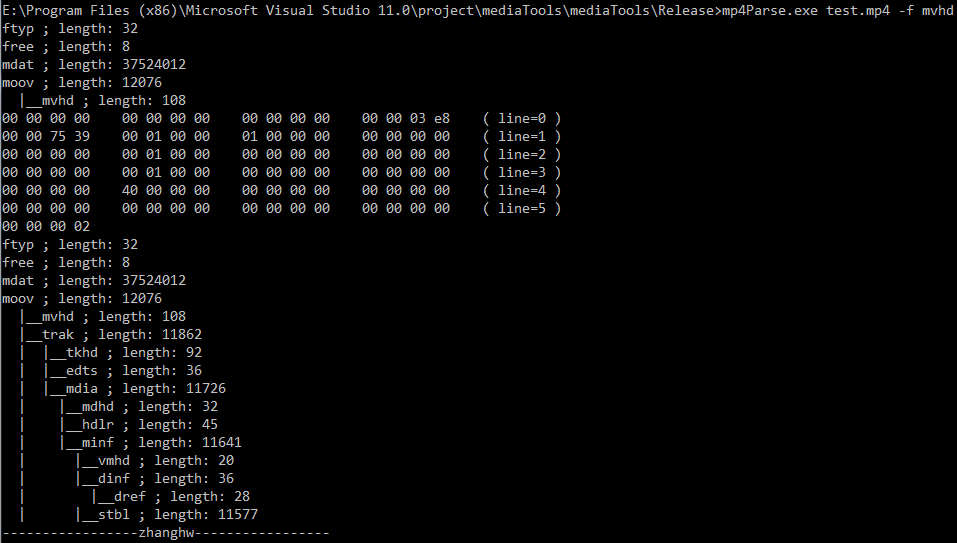 E:\Program Files (x86)\Microsoft Visual Studio 11.0\project\mediaTools\mediaTools\Release>mp4Parse.exe test.mp4 -f mvhd
ftyp ; length: 32
free ; length: 8
mdat ; length: 37524012
moov ; length: 12076
  |__mvhd ; length: 108
00 00 00 00    00 00 00 00    00 00 00 00    00 00 03 e8    ( line=0 )
00 00 75 39    00 01 00 00    01 00 00 00    00 00 00 00    ( line=1 )
00 00 00 00    00 01 00 00    00 00 00 00    00 00 00 00    ( line=2 )
00 00 00 00    00 01 00 00    00 00 00 00    00 00 00 00    ( line=3 )
00 00 00 00    40 00 00 00    00 00 00 00    00 00 00 00    ( line=4 )
00 00 00 00    00 00 00 00    00 00 00 00    00 00 00 00    ( line=5 )
00 00 00 02
ftyp ; length: 32
free ; length: 8
mdat ; length: 37524012
moov ; length: 12076
  |__mvhd ; length: 108
  |__trak ; length: 11862
  |  |__tkhd ; length: 92
  |  |__edts ; length: 36
  |  |__mdia ; length: 11726
  |    |__mdhd ; length: 32
  |    |__hdlr ; length: 45
  |    |__minf ; length: 11641
  |      |__vmhd ; length: 20
  |      |__dinf ; length: 36
  |        |__dref ; length: 28
  |      |__stbl ; length: 11577
-----------------zhanghw-----------------